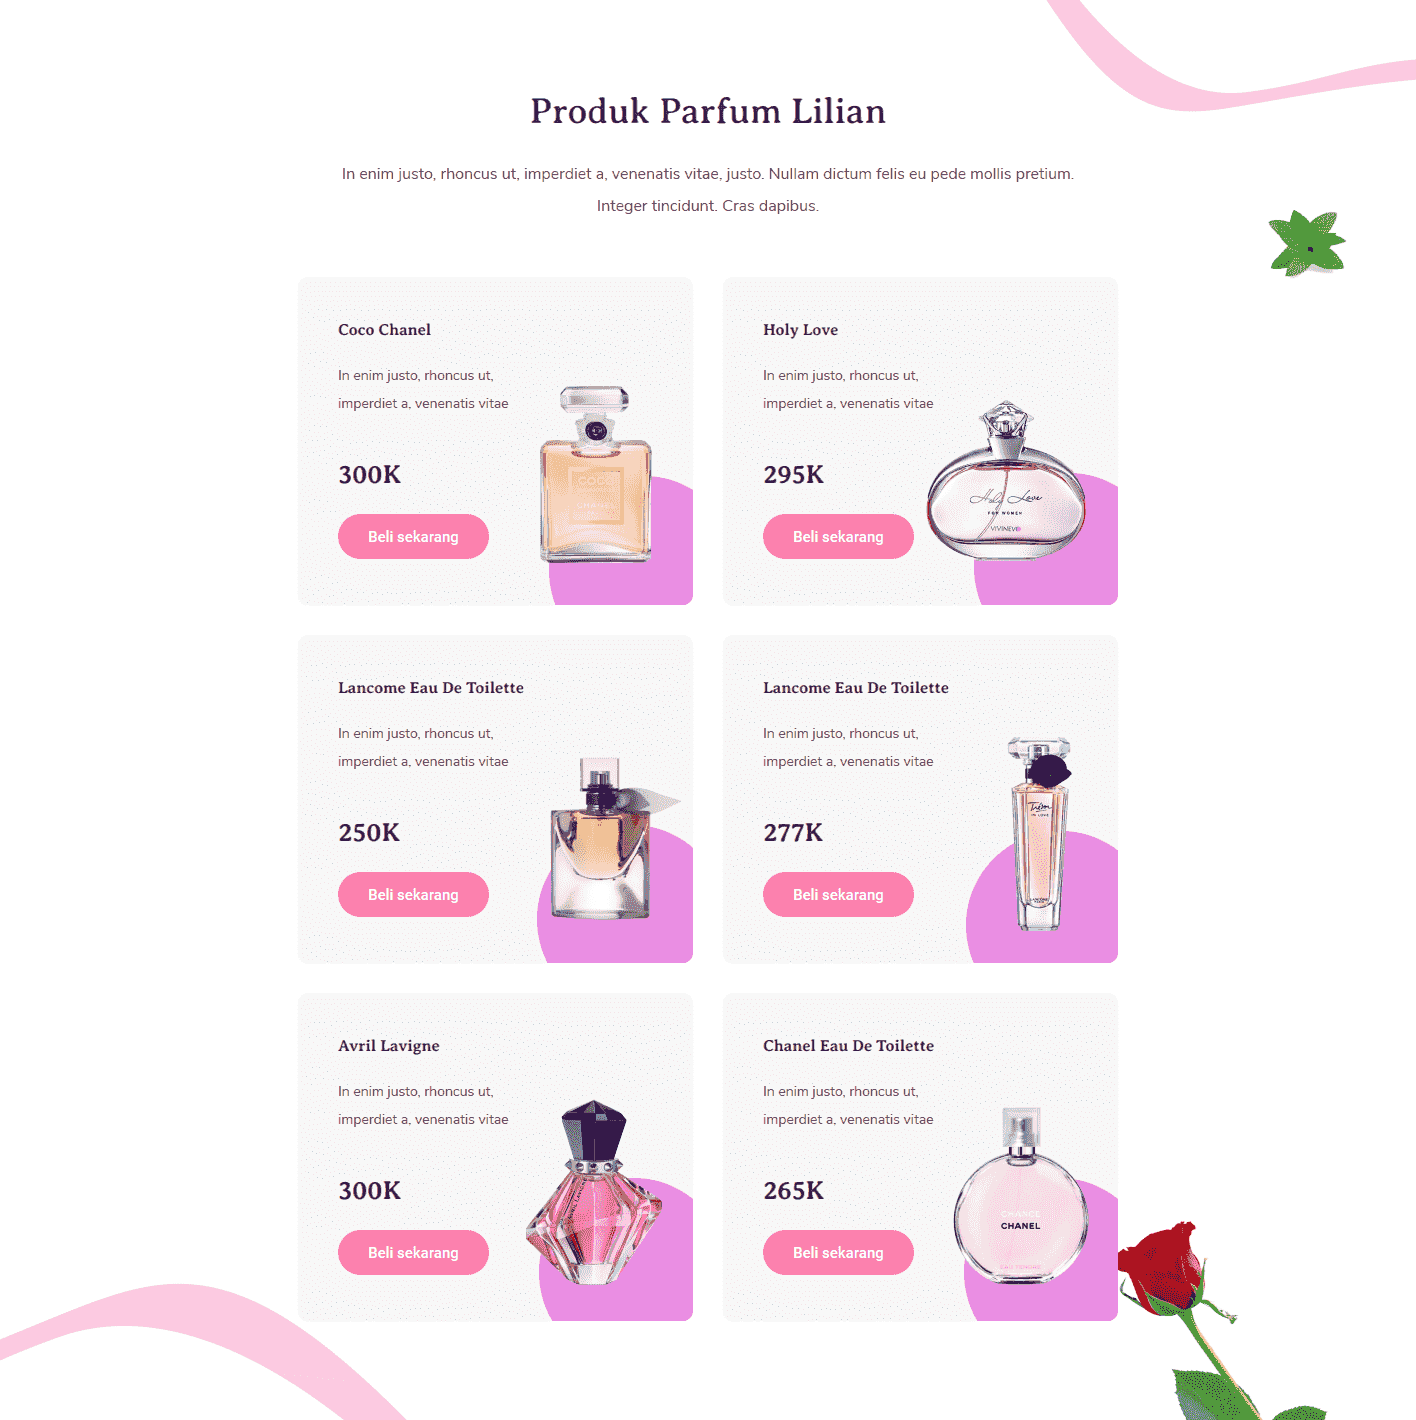 Produk Parfum Lilian
In enim justo, rhoncus ut, imperdiet a, venenatis vitae, justo. Nullam dictum felis eu pede mollis pretium.
Integer tincidunt. Cras dapibus.
Coco Chanel
In enim justo, rhoncus ut,
imperdiet a, venenatis vitae
300K
Beli sekarang
COCO
CHANEL
Holy Love
In enim justo, rhoncus ut,
imperdiet a, venenatis vitae
295K
Beli sekarang
Holy Love
FOR WOMEN
VIVINEVO
Lancome Eau De Toilette
In enim justo, rhoncus ut,
imperdiet a, venenatis vitae
250K
Beli sekarang
Lancome Eau De Toilette
In enim justo, rhoncus ut,
imperdiet a, venenatis vitae
277K
Beli sekarang
Trésor
IN LOVE
Avril Lavigne
In enim justo, rhoncus ut,
imperdiet a, venenatis vitae
300K
Beli sekarang
Chanel Eau De Toilette
In enim justo, rhoncus ut,
imperdiet a, venenatis vitae
265K
Beli sekarang
CHANCE
CHANEL